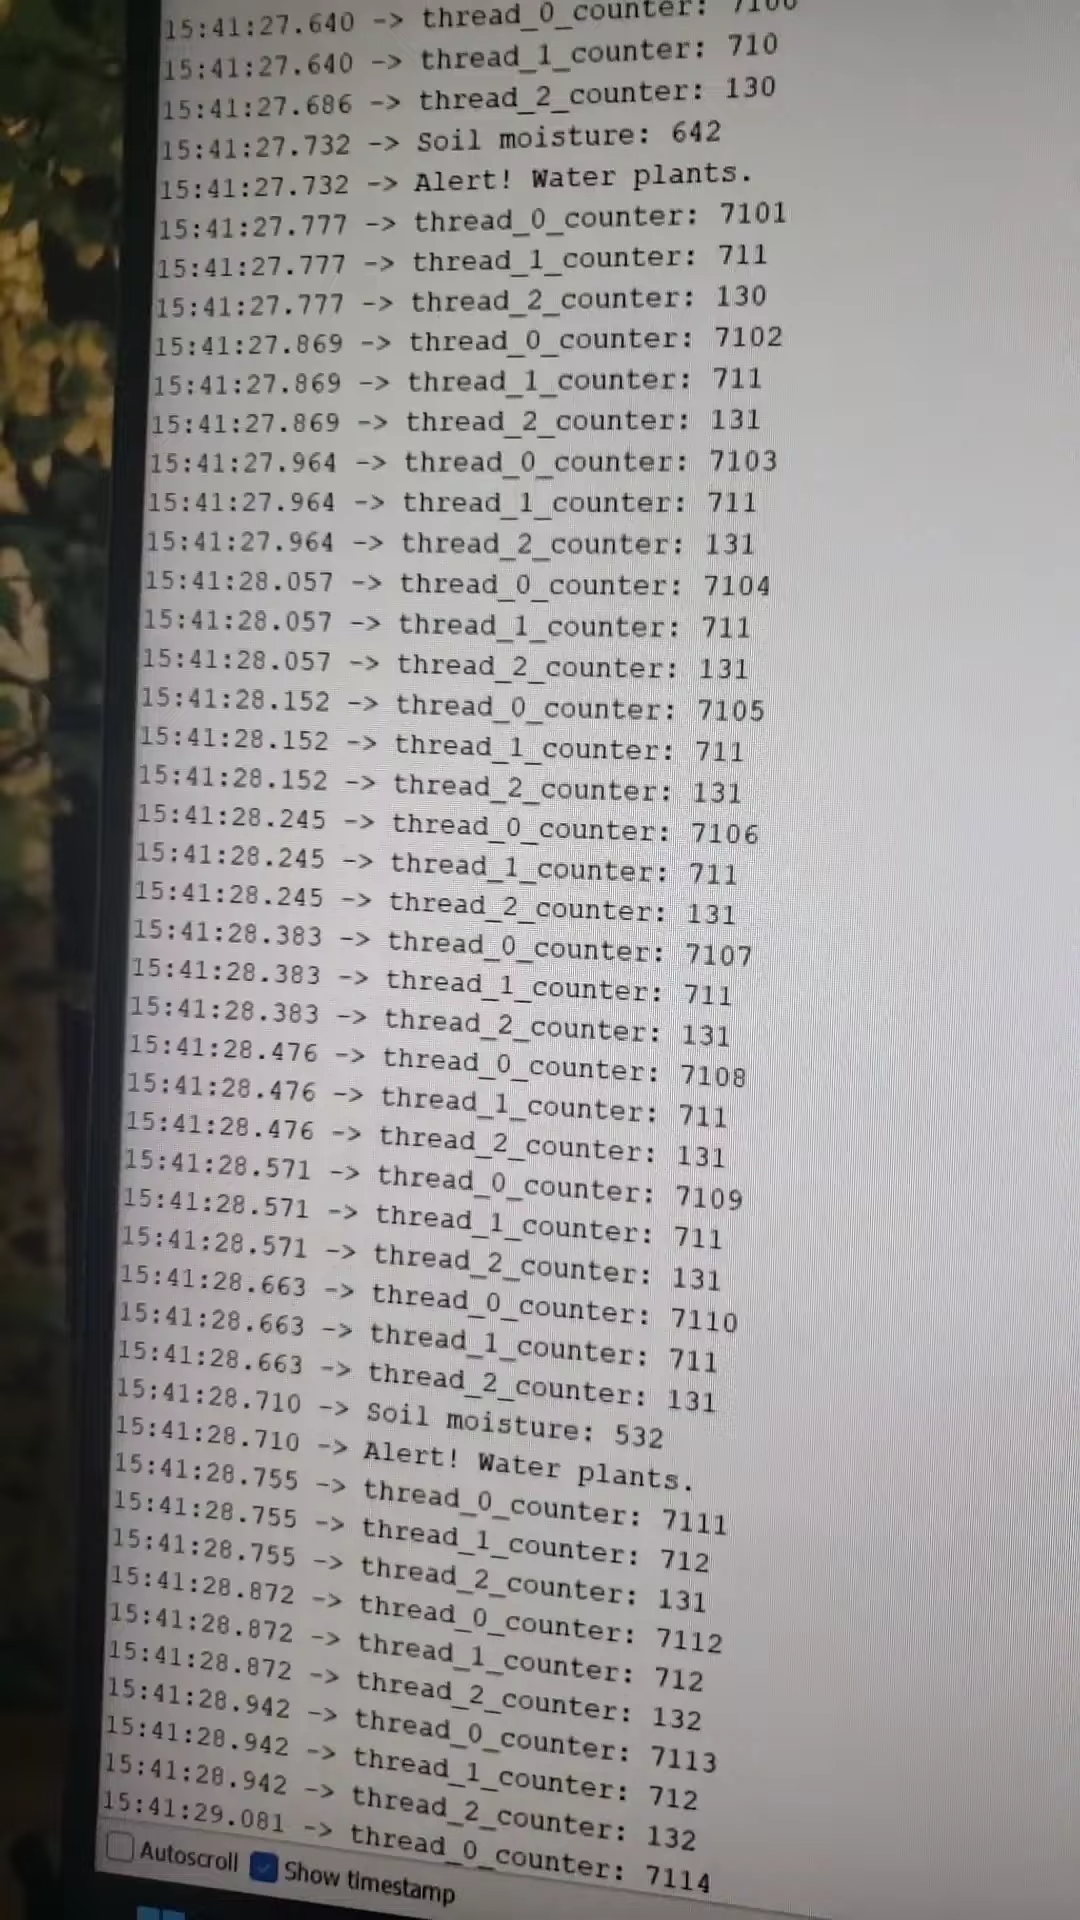 15:41:27.640 -> thread_0_counter: 7100
15:41:27.640 -> thread_1_counter: 710
15:41:27.686 -> thread_2_counter: 130
15:41:27.732 -> Soil moisture: 642
15:41:27.732 -> Alert! Water plants.
15:41:27.777 -> thread_0_counter: 7101
15:41:27.777 -> thread_1_counter: 711
15:41:27.777 -> thread_2_counter: 130
15:41:27.869 -> thread_0_counter: 7102
15:41:27.869 -> thread_1_counter: 711
15:41:27.869 -> thread_2_counter: 131
15:41:27.964 -> thread_0_counter: 7103
15:41:27.964 -> thread_1_counter: 711
15:41:27.964 -> thread_2_counter: 131
15:41:28.057 -> thread_0_counter: 7104
15:41:28.057 -> thread_1_counter: 711
15:41:28.057 -> thread_2_counter: 131
15:41:28.152 -> thread_0_counter: 7105
15:41:28.152 -> thread_1_counter: 711
15:41:28.152 -> thread_2_counter: 131
15:41:28.245 -> thread_0_counter: 7106
15:41:28.245 -> thread_1_counter: 711
15:41:28.245 -> thread_2_counter: 131
15:41:28.383 -> thread_0_counter: 7107
15:41:28.383 -> thread_1_counter: 711
15:41:28.383 -> thread_2_counter: 131
15:41:28.476 -> thread_0_counter: 7108
15:41:28.476 -> thread_1_counter: 711
15:41:28.476 -> thread_2_counter: 131
15:41:28.571 -> thread_0_counter: 7109
15:41:28.571 -> thread_1_counter: 711
15:41:28.571 -> thread_2_counter: 131
15:41:28.663 -> thread_0_counter: 7110
15:41:28.663 -> thread_1_counter: 711
15:41:28.663 -> thread_2_counter: 131
15:41:28.710 -> Soil moisture: 532
15:41:28.710 -> Alert! Water plants.
15:41:28.755 -> thread_0_counter: 7111
15:41:28.755 -> thread_1_counter: 712
15:41:28.755 -> thread_2_counter: 131
15:41:28.872 -> thread_0_counter: 7112
15:41:28.872 -> thread_1_counter: 712
15:41:28.872 -> thread_2_counter: 132
15:41:28.942 -> thread_0_counter: 7113
15:41:28.942 -> thread_1_counter: 712
15:41:28.942 -> thread_2_counter: 132
15:41:29.081 -> thread_0_counter: 7114
Autoscroll Show timestamp